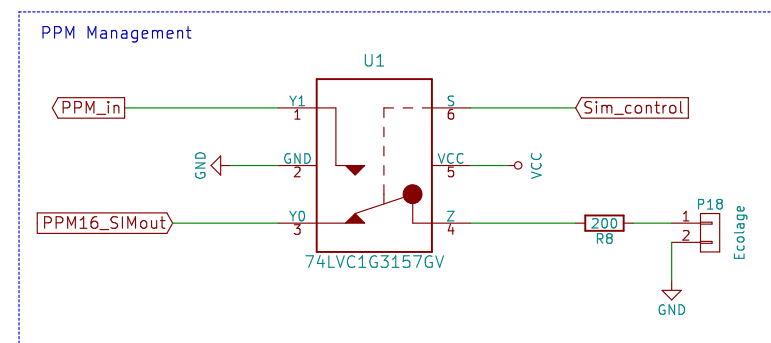 PPM Management
U1
PPM_in
Y1
1
S
6
Sim_control
GND
GND
2
VCC
5
VCC
PPM16_SIMout
Y0
3
Z
4
200
R8
P18
1
2
Ecolage
74LVC1G3157GV
GND